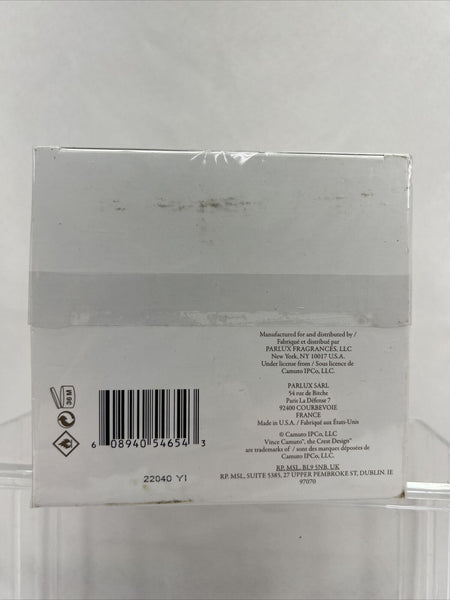 Manufactured for and distributed by /
Fabriqué et distribué par
PARLUX FRAGRANCES, LLC
New York, NY 10017 U.S.A.
Under license from / Sous licence de
Camuto IPCo, LLC.
PARLUX SARL
54 rue de Bitche
Paris La Défense 7
92400 COURBEVOIE
FRANCE
Made in U.S.A. / Fabriqué aux États-Unis
© Camuto IPCo, LLC
Vince Camuto®, the Crest Design®
are trademarks of / sont des marques déposées de
Camuto IPCo, LLC.
RP. MSL. BL9 5NB. UK
RP. MSL, SUITE 5385, 27 UPPER PEMBROKE ST, DUBLIN. IE
97070
36 M
6 08940 54654 3
22040 YI